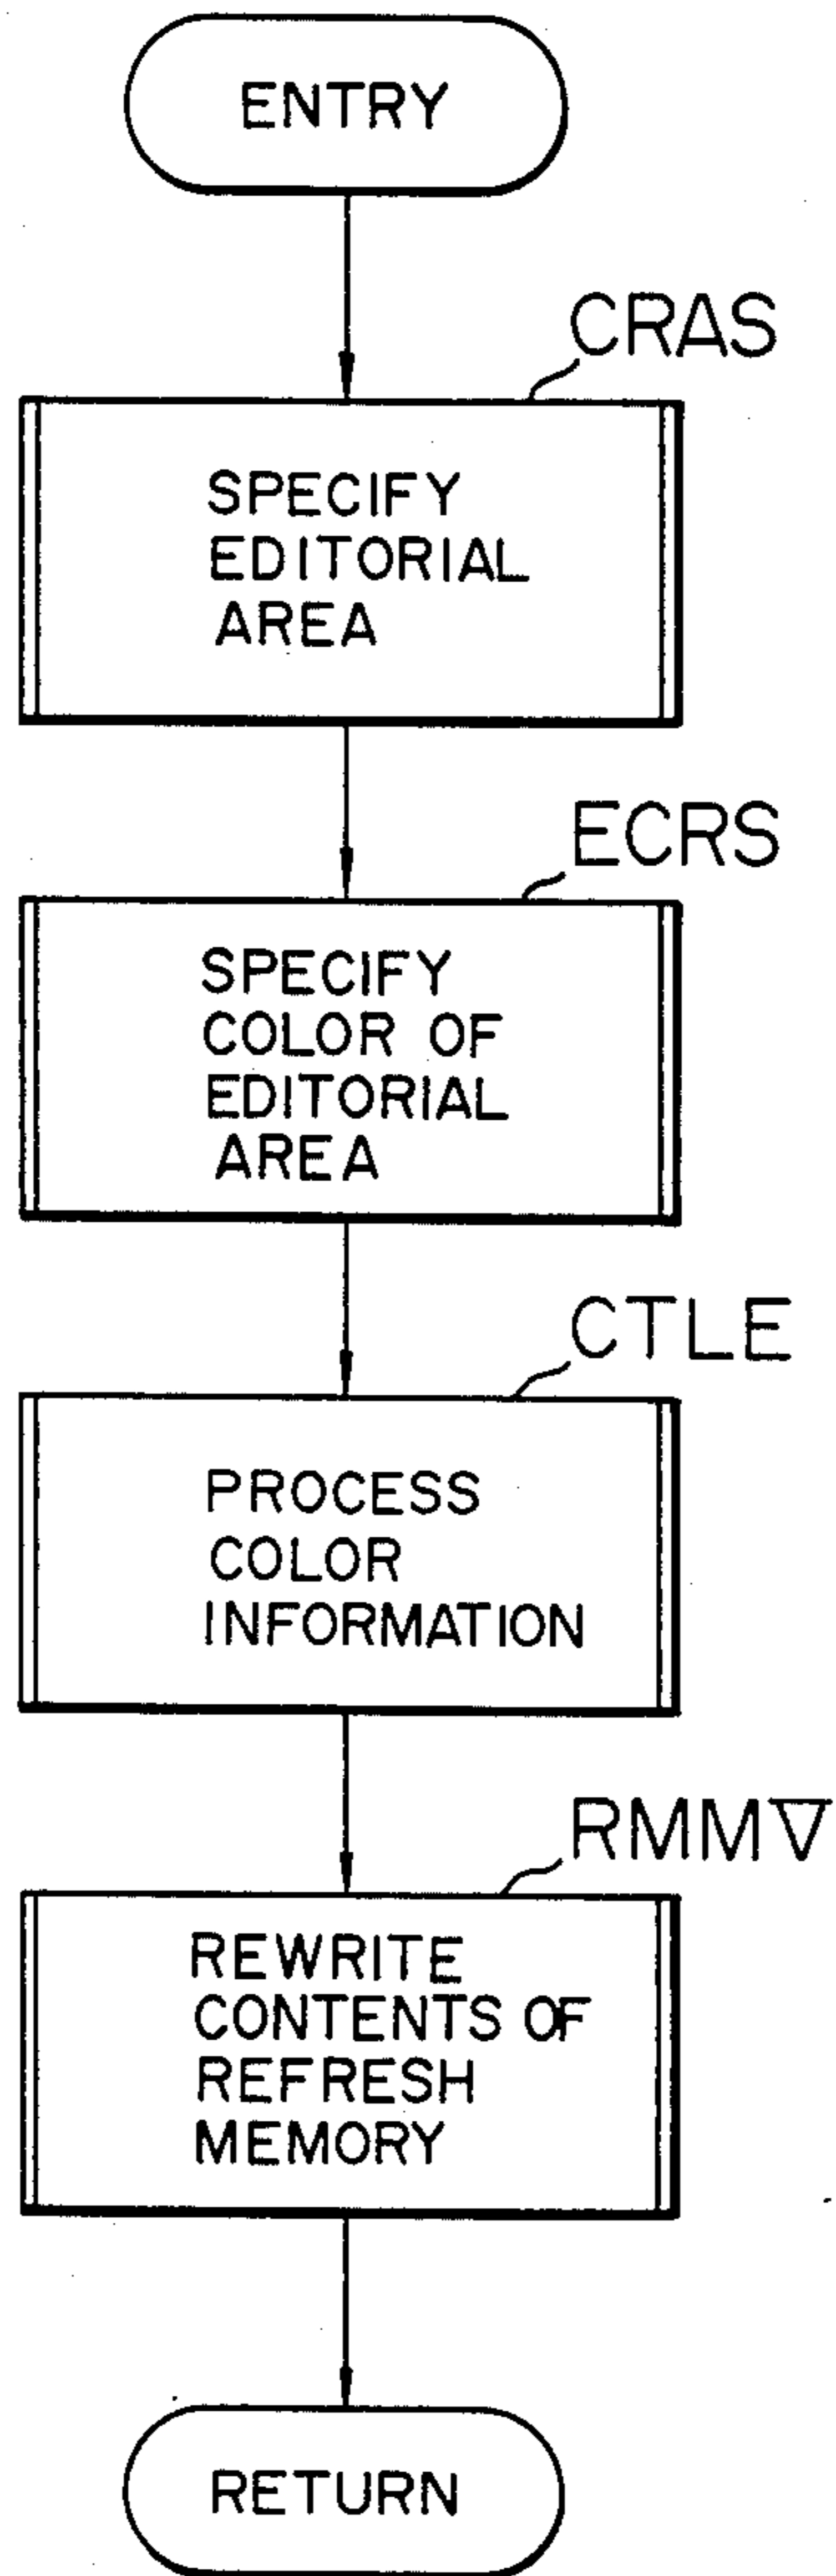 ENTRY
CRAS
SPECIFY
EDITORIAL
AREA
ECRS
SPECIFY
COLOR OF
EDITORIAL
AREA
CTLE
PROCESS
COLOR
INFORMATION
RMMV
REWRITE
CONTENTS OF
REFRESH
MEMORY
RETURN